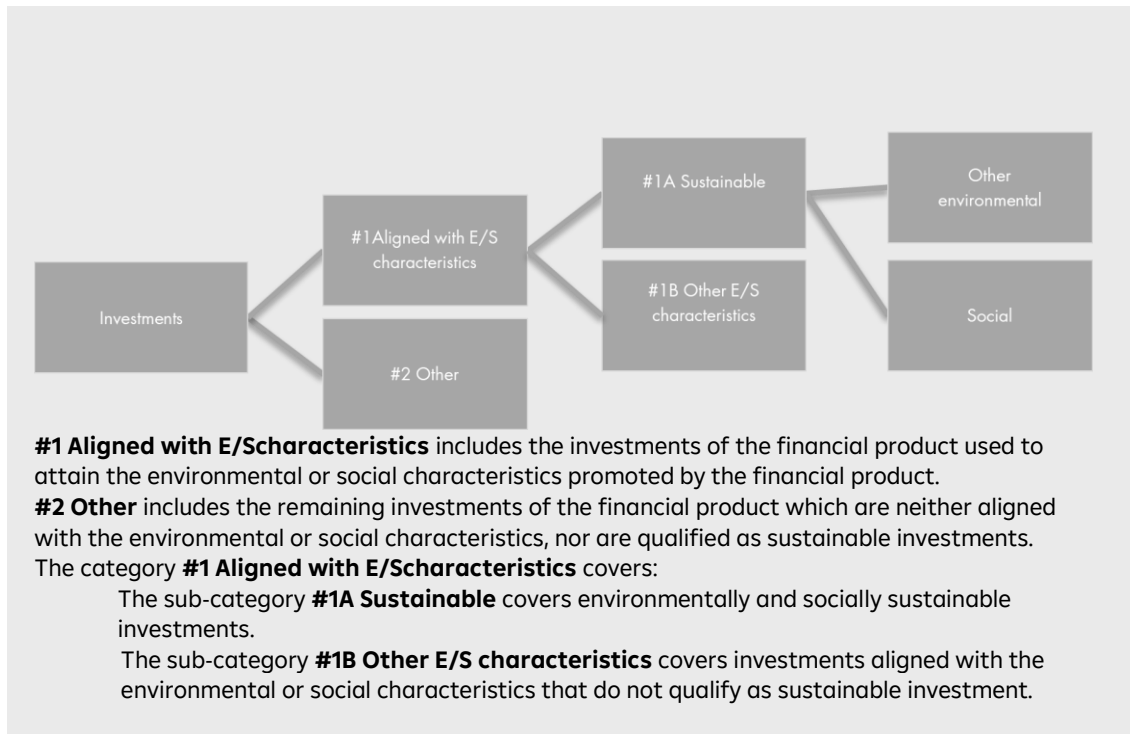 #1A Sustainable
Other
environmental
#1Aligned with E/S
characteristics
Investments
#1B Other E/S
characteristics
Social
#2 Other
#1 Aligned with E/Scharacteristics includes the investments of the financial product used to
attain the environmental or social characteristics promoted by the financial product.
#2 Other includes the remaining investments of the financial product which are neither aligned
with the environmental or social characteristics, nor are qualified as sustainable investments.
The category #1 Aligned with E/Scharacteristics covers:
The sub-category #1A Sustainable covers environmentally and socially sustainable
investments.
The sub-category #1B Other E/S characteristics covers investments aligned with the
environmental or social characteristics that do not qualify as sustainable investment.